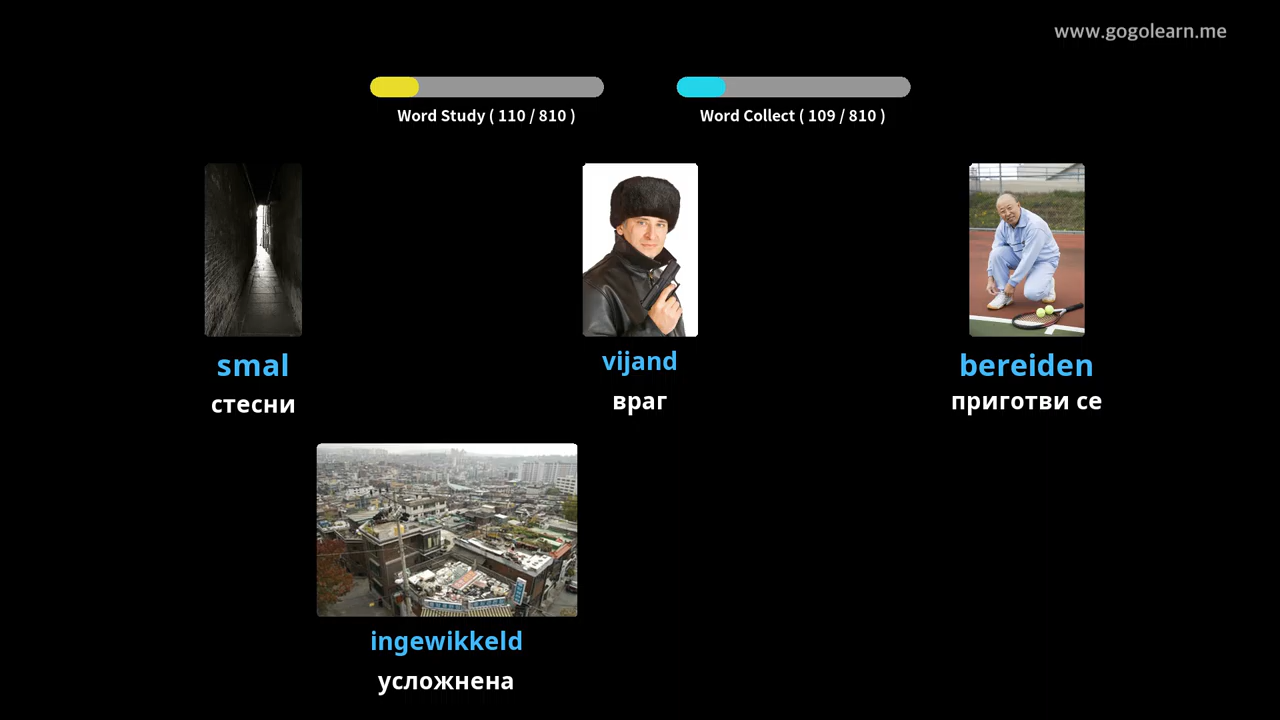 www.gogolearn.me
Word Study ( 110 / 810 )
Word Collect ( 109 / 810 )
smal
стесни
vijand
враг
bereiden
приготви се
ingewikkeld
усложнена